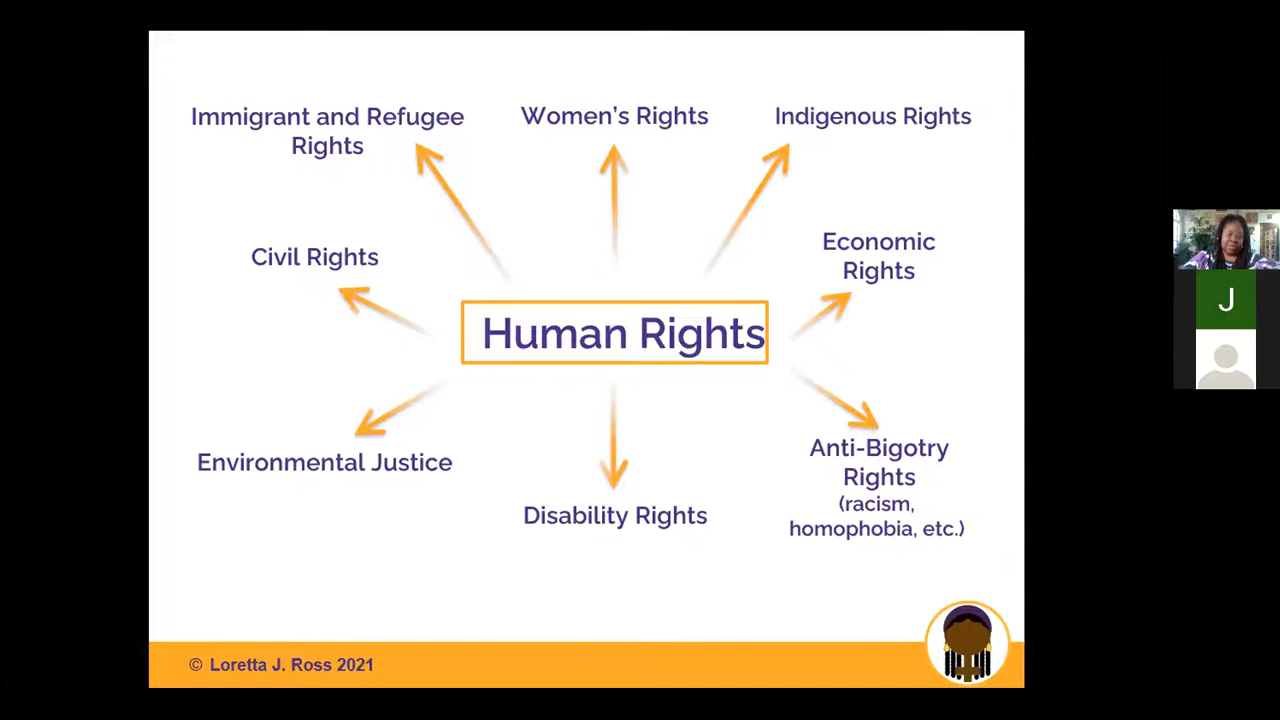 Immigrant and Refugee
Rights
Women's Rights
Indigenous Rights
Civil Rights
Economic
Rights
Human Rights
Environmental Justice
Disability Rights
Anti-Bigotry
Rights
(racism,
homophobia, etc.)
© Loretta J. Ross 2021
J